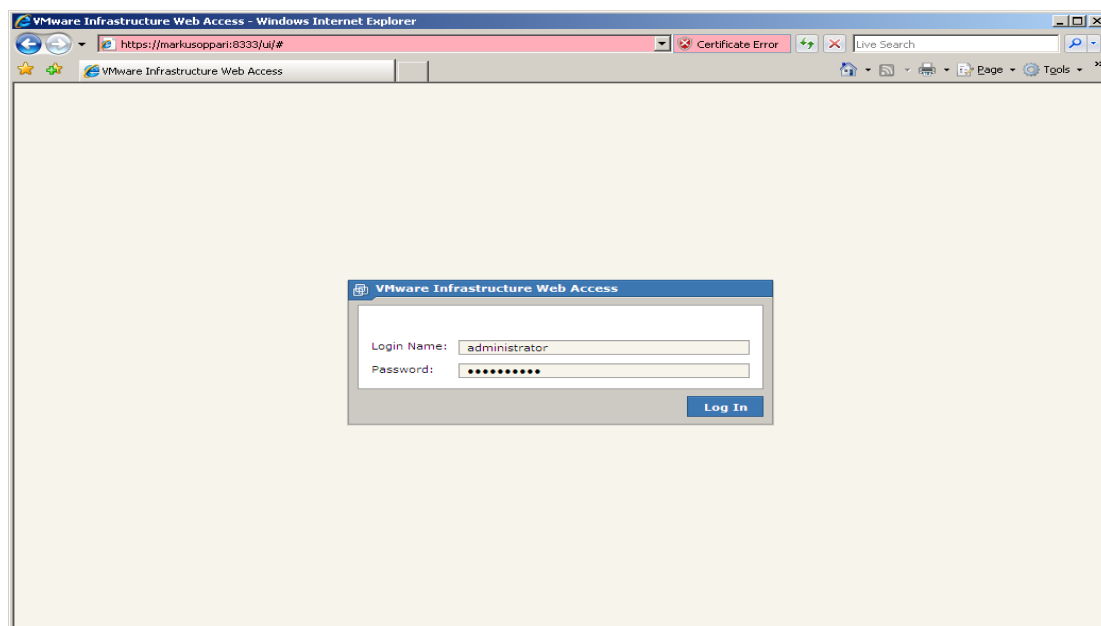 VMware Infrastructure Web Access - Windows Internet Explorer
https://markusoppari:8333/ui/#
Certificate Error
Live Search
VMware Infrastructure Web Access
Page
Tools
VMware Infrastructure Web Access
Login Name: administrator
Password: ••••••••••
Log In